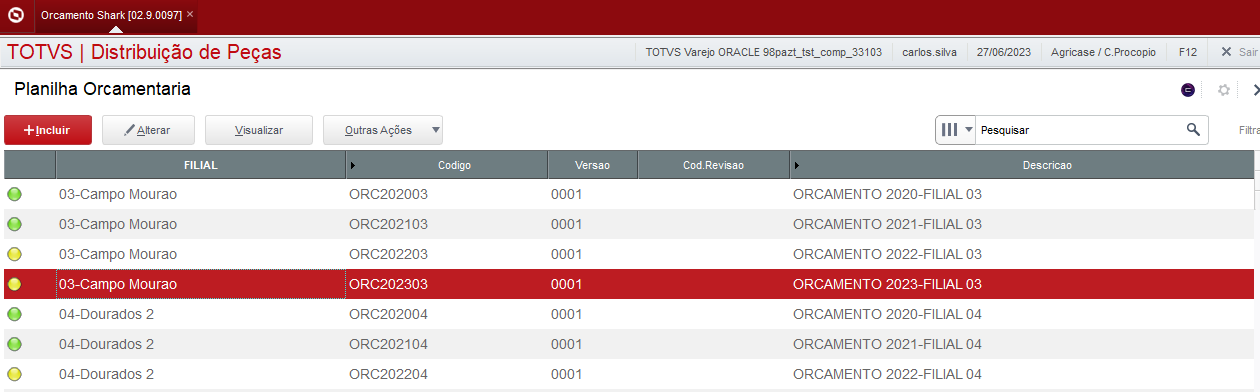 Orcamento Shark [02.9.0097] ×
TOTVS | Distribuição de Peças
TOTVS Varejo ORACLE 98pazt_tst_comp_33103 carlos.silva 27/06/2023 Agricase / C.Procopio F12 Sair
Planilha Orcamentaria
+Incluir Alterar Visualizar Outras Ações Pesquisar Filtra
FILIAL Codigo Versao Cod.Revisao Descricao
03-Campo Mourao ORC202003 0001 ORCAMENTO 2020-FILIAL 03
03-Campo Mourao ORC202103 0001 ORCAMENTO 2021-FILIAL 03
03-Campo Mourao ORC202203 0001 ORCAMENTO 2022-FILIAL 03
03-Campo Mourao ORC202303 0001 ORCAMENTO 2023-FILIAL 03
04-Dourados 2 ORC202004 0001 ORCAMENTO 2020-FILIAL 04
04-Dourados 2 ORC202104 0001 ORCAMENTO 2021-FILIAL 04
04-Dourados 2 ORC202204 0001 ORCAMENTO 2022-FILIAL 04